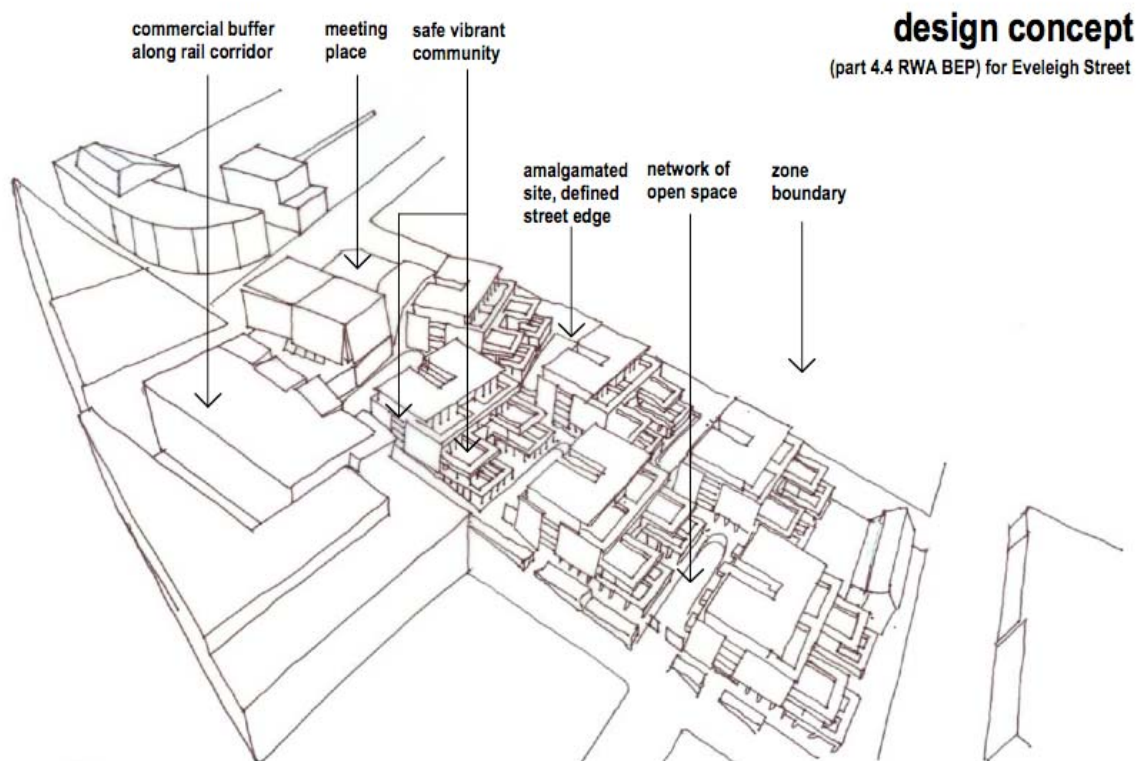 design concept
(part 4.4 RWA BEP) for Eveleigh Street
commercial buffer
along rail corridor
meeting
place
safe vibrant
community
amalgamated
site, defined
street edge
network of
open space
zone
boundary